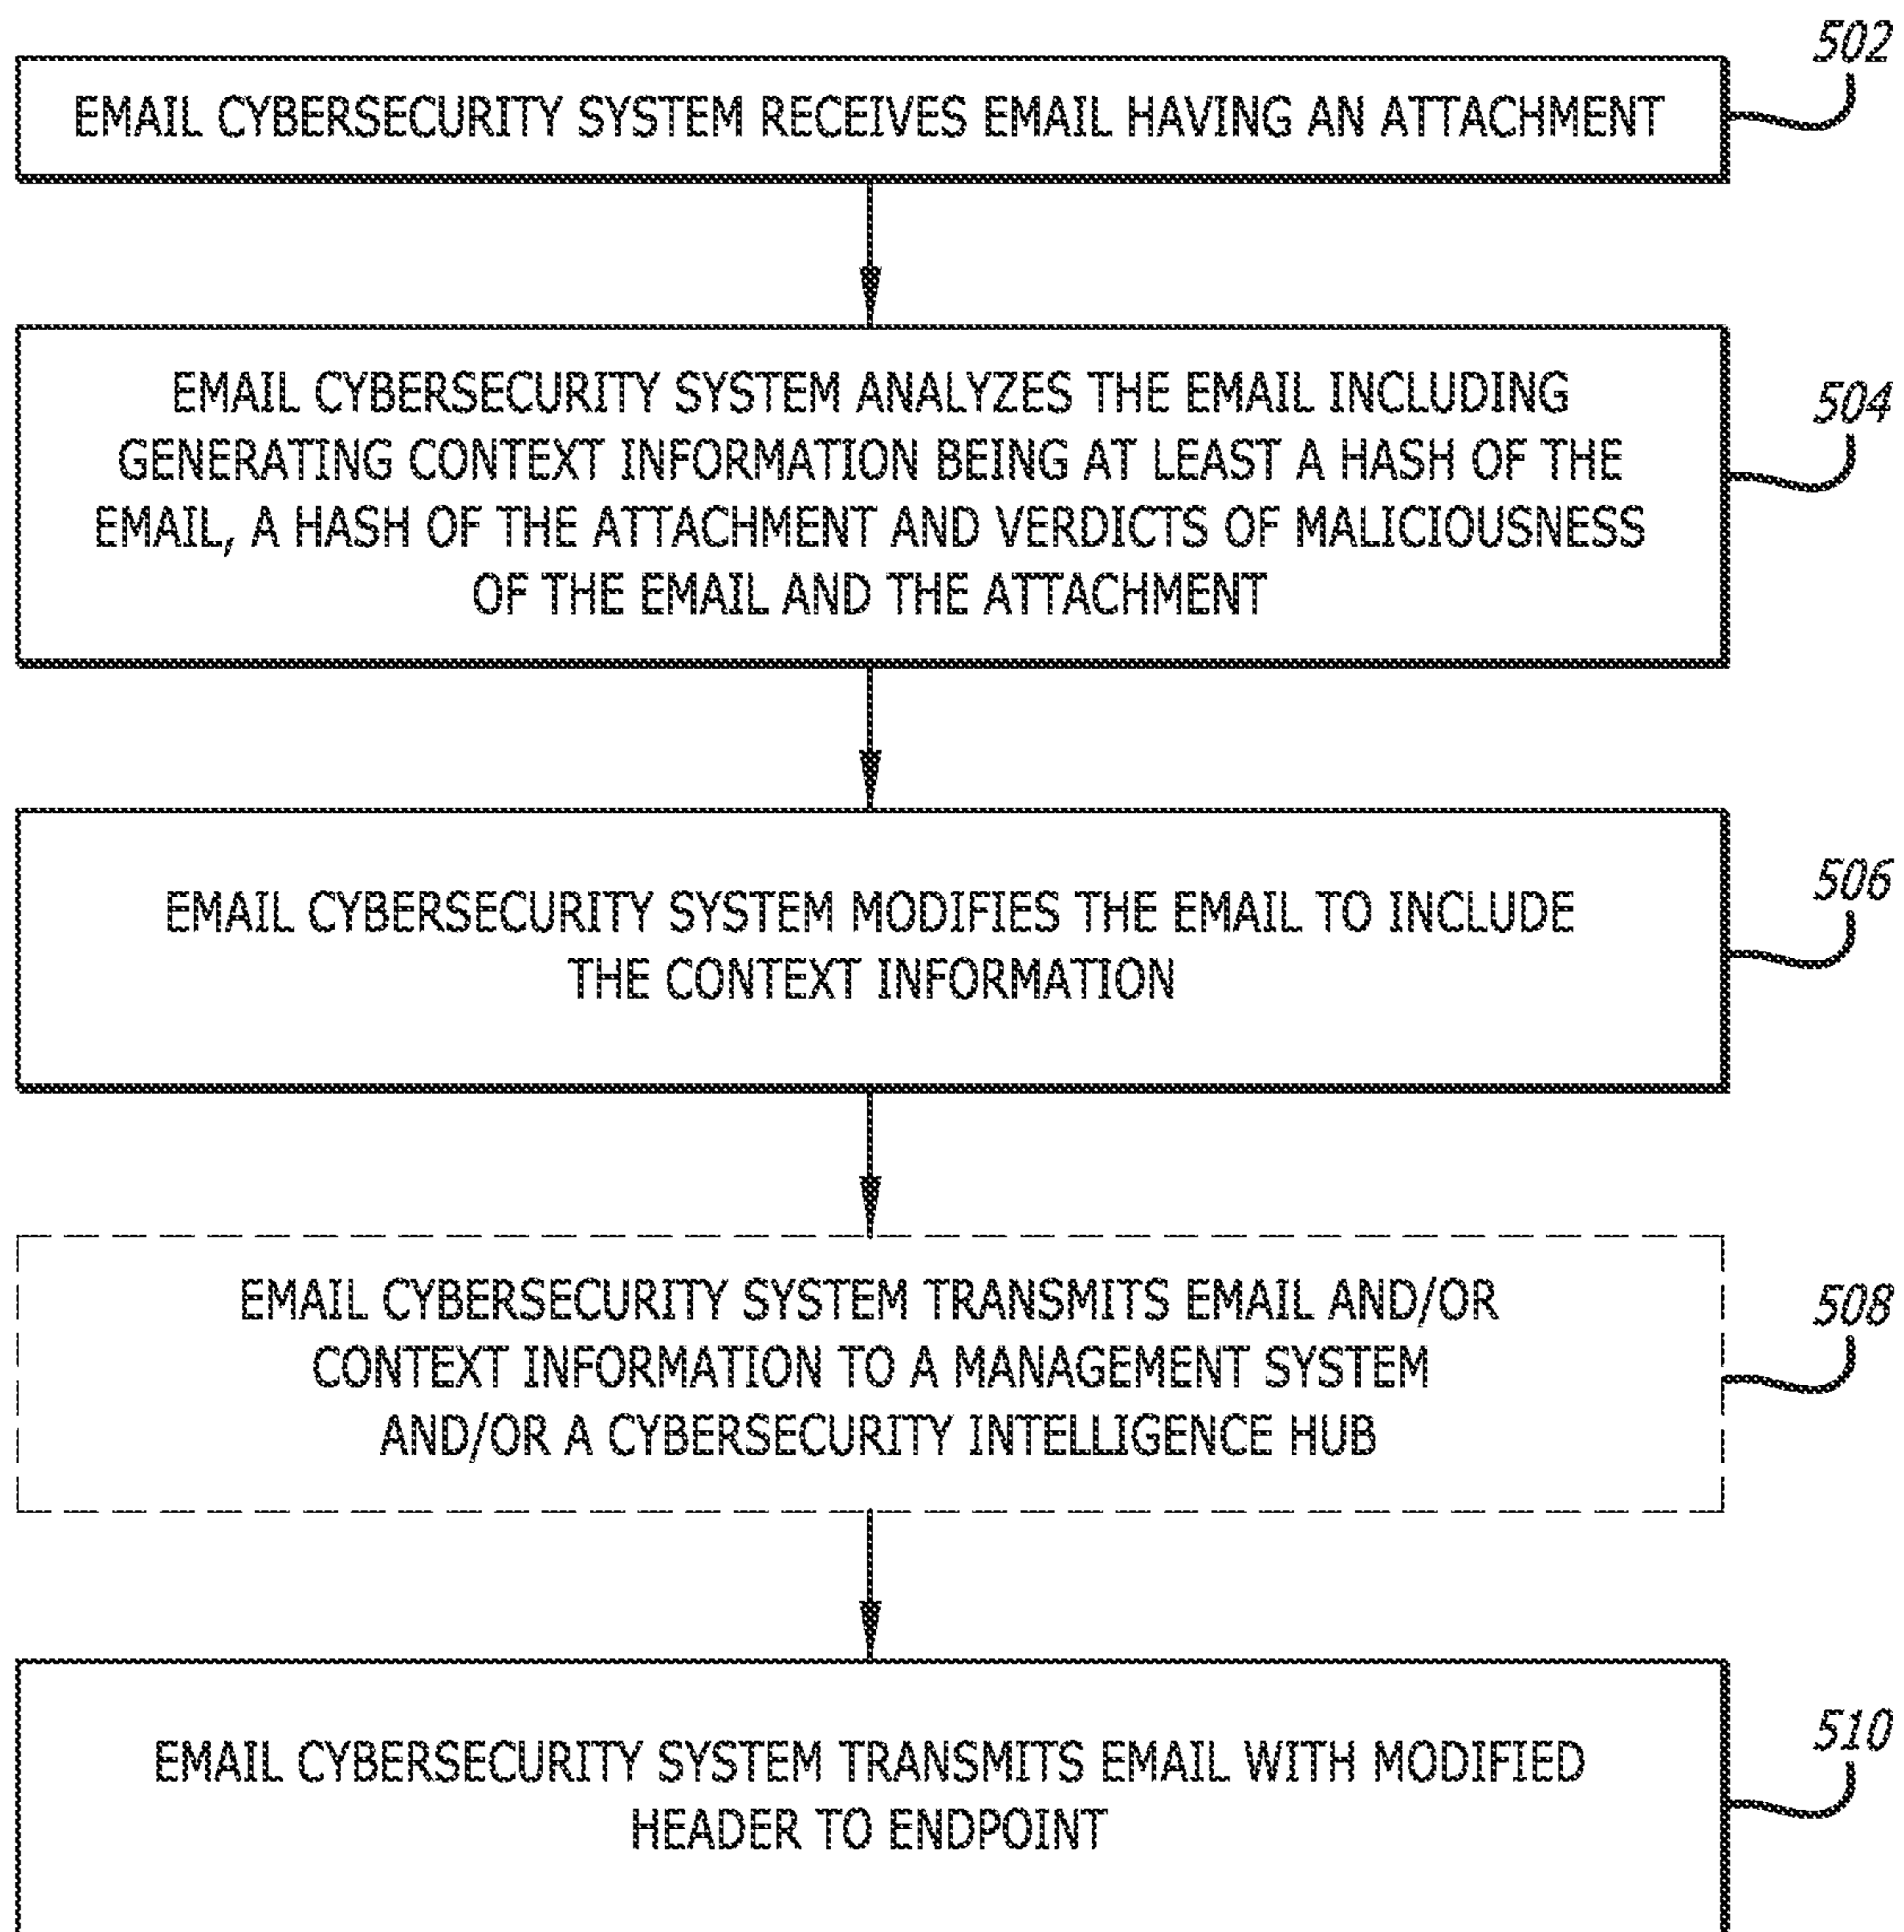 502
EMAIL CYBERSECURITY SYSTEM RECEIVES EMAIL HAVING AN ATTACHMENT
504
EMAIL CYBERSECURITY SYSTEM ANALYZES THE EMAIL INCLUDING
GENERATING CONTEXT INFORMATION BEING AT LEAST A HASH OF THE
EMAIL, A HASH OF THE ATTACHMENT AND VERDICTS OF MALICIOUSNESS
OF THE EMAIL AND THE ATTACHMENT
506
EMAIL CYBERSECURITY SYSTEM MODIFIES THE EMAIL TO INCLUDE
THE CONTEXT INFORMATION
508
EMAIL CYBERSECURITY SYSTEM TRANSMITS EMAIL AND/OR
CONTEXT INFORMATION TO A MANAGEMENT SYSTEM
AND/OR A CYBERSECURITY INTELLIGENCE HUB
510
EMAIL CYBERSECURITY SYSTEM TRANSMITS EMAIL WITH MODIFIED
HEADER TO ENDPOINT